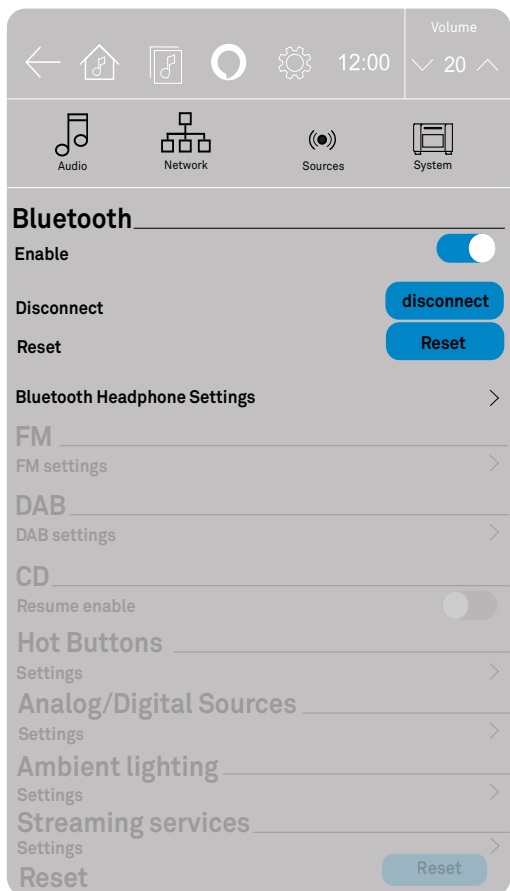 Volume
12:00 20
Audio Network Sources System
Bluetooth
Enable
Disconnect disconnect
Reset Reset
Bluetooth Headphone Settings
FM
FM settings
DAB
DAB settings
CD
Resume enable
Hot Buttons
Settings
Analog/Digital Sources
Settings
Ambient lighting
Settings
Streaming services
Settings
Reset Reset